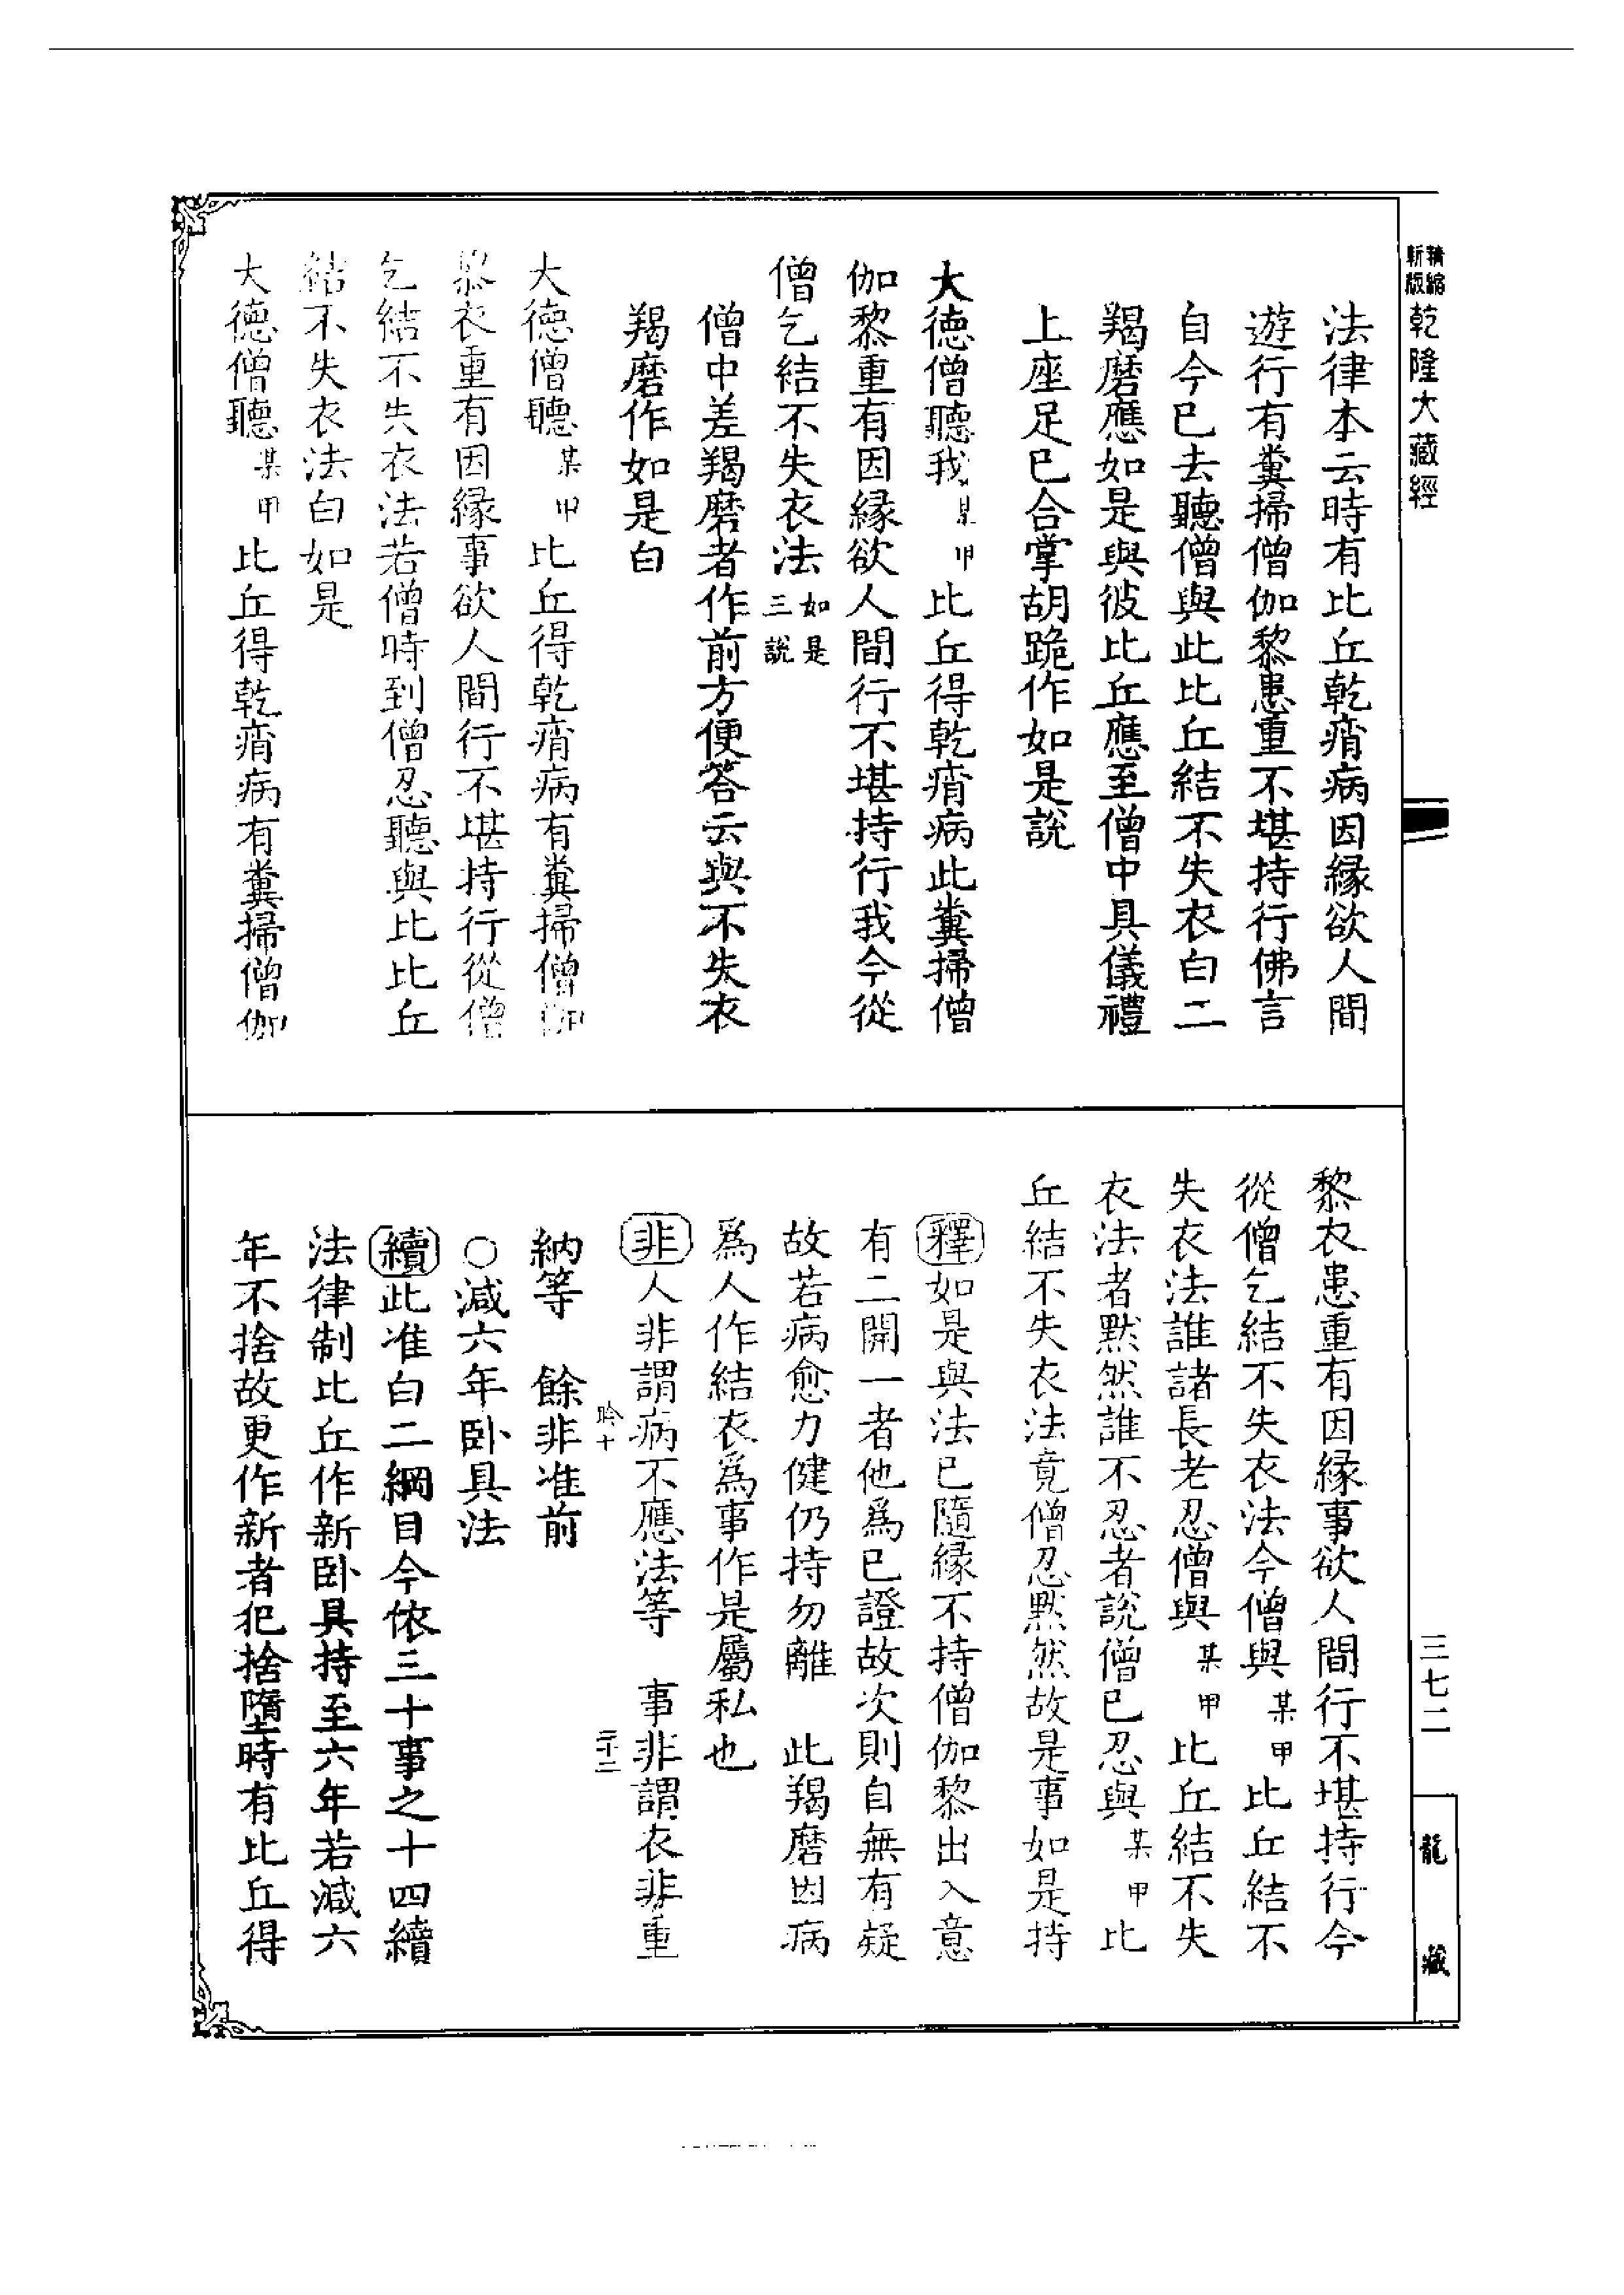 精縮
新版
乾隆大藏經
法律本云時有比丘乾痟病因緣欲人間
遊行有糞掃僧伽黎患重不堪持行佛言
自今已去聽僧與此比丘結不失衣白二
羯磨應如是與彼比丘應至僧中具儀禮
上座足已合掌胡跪作如是說
大德僧聽我某甲比丘得乾痟病此糞掃僧
伽黎重有因緣欲人間行不堪持行我今從
僧乞結不失衣法如是三說
僧中差羯磨者作前方便答云與不失衣
羯磨作如是白
大德僧聽某甲比丘得乾痟病有糞掃僧伽
黎衣重有因緣事欲人間行不堪持行從僧
乞結不失衣法若僧時到僧忍聽與比比丘
結不失衣法白如是
大德僧聽某甲比丘得乾痟病有糞掃僧伽
黎衣患重有因緣事欲人間行不堪持行今
從僧乞結不失衣法今僧與某甲比丘結不
失衣法誰諸長老忍僧與某甲比丘結不失
衣法者默然誰不忍者說僧已忍與某甲比
丘結不失衣法竟僧忍默然故是事如是持
釋如是與法已隨緣不持僧伽黎出入意
有二開一者他為已證故次則自無有疑
故若病愈力健仍持勿離 此羯磨因病
為人作結衣為事作是屬私也
非人非謂病不應法等 事非謂衣非重
納等 餘非准前
○減六年卧具法
續此准白二綱目今依三十事之十四續
法律制比丘作新卧具持至六年若減六
年不捨故更作新者犯捨墮時有比丘得
三七二
龍藏